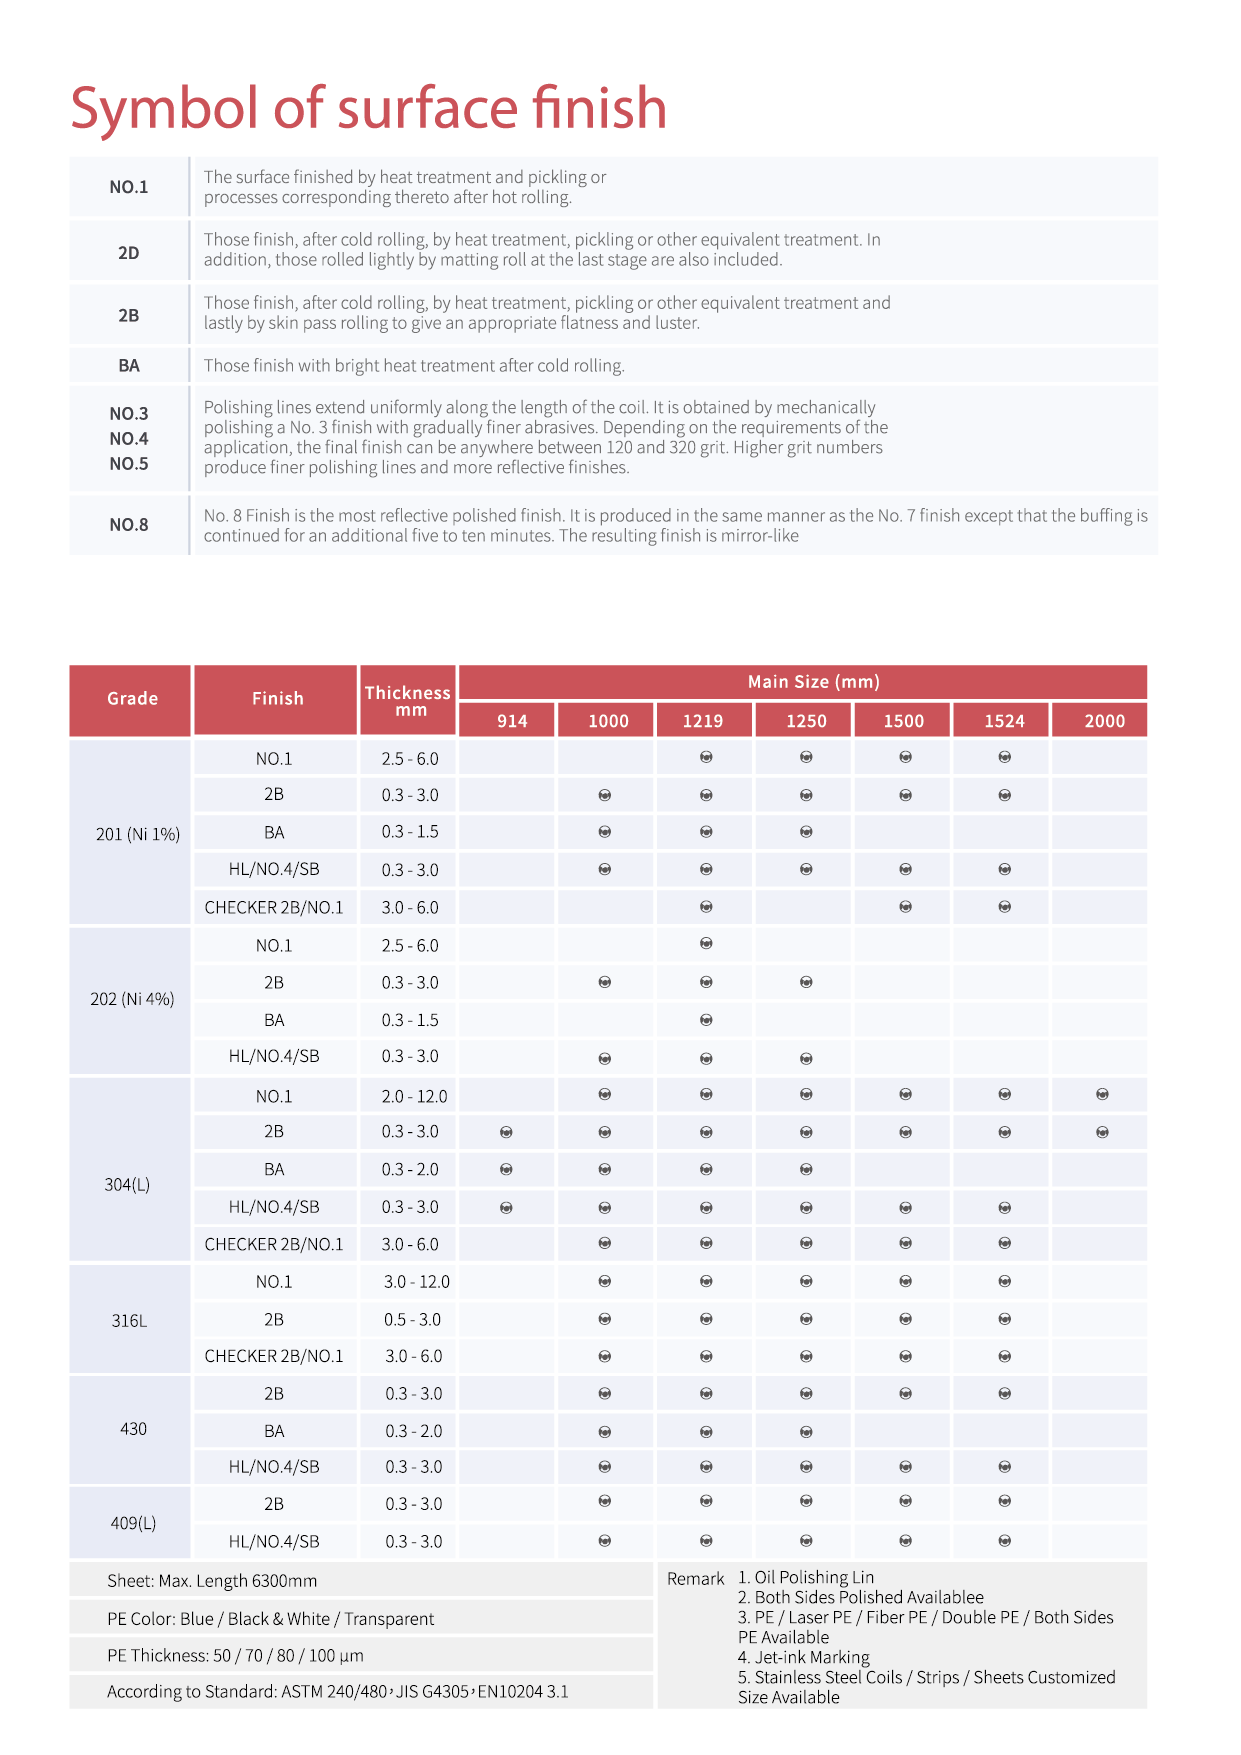 Symbol of surface finish
NO.1
The surface finished by heat treatment and pickling or
processes corresponding thereto after hot rolling.
2D
Those finish, after cold rolling, by heat treatment, pickling or other equivalent treatment. In
addition, those rolled lightly by matting roll at the last stage are also included.
2B
Those finish, after cold rolling, by heat treatment, pickling or other equivalent treatment and
lastly by skin pass rolling to give an appropriate flatness and luster.
BA
Those finish with bright heat treatment after cold rolling.
NO.3
NO.4
NO.5
Polishing lines extend uniformly along the length of the coil. It is obtained by mechanically
polishing a No. 3 finish with gradually finer abrasives. Depending on the requirements of the
application, the final finish can be anywhere between 120 and 320 grit. Higher grit numbers
produce finer polishing lines and more reflective finishes.
NO.8
No. 8 Finish is the most reflective polished finish. It is produced in the same manner as the No. 7 finish except that the buffing is
continued for an additional five to ten minutes. The resulting finish is mirror-like
Grade Finish Thickness mm Main Size (mm)
914 1000 1219 1250 1500 1524 2000
201 (Ni 1%)
NO.1 2.5 - 6.0
2B 0.3 - 3.0
BA 0.3 - 1.5
HL/NO.4/SB 0.3 - 3.0
CHECKER 2B/NO.1 3.0 - 6.0
202 (Ni 4%)
NO.1 2.5 - 6.0
2B 0.3 - 3.0
BA 0.3 - 1.5
HL/NO.4/SB 0.3 - 3.0
304(L)
NO.1 2.0 - 12.0
2B 0.3 - 3.0
BA 0.3 - 2.0
HL/NO.4/SB 0.3 - 3.0
CHECKER 2B/NO.1 3.0 - 6.0
316L
NO.1 3.0 - 12.0
2B 0.5 - 3.0
CHECKER 2B/NO.1 3.0 - 6.0
430
2B 0.3 - 3.0
BA 0.3 - 2.0
HL/NO.4/SB 0.3 - 3.0
409(L)
2B 0.3 - 3.0
HL/NO.4/SB 0.3 - 3.0
Sheet: Max. Length 6300mm
PE Color: Blue / Black & White / Transparent
PE Thickness: 50 / 70 / 80 / 100 μm
According to Standard: ASTM 240/480，JIS G4305，EN10204 3.1
Remark 1. Oil Polishing Lin
2. Both Sides Polished Availablee
3. PE / Laser PE / Fiber PE / Double PE / Both Sides
PE Available
4. Jet-ink Marking
5. Stainless Steel Coils / Strips / Sheets Customized
Size Available